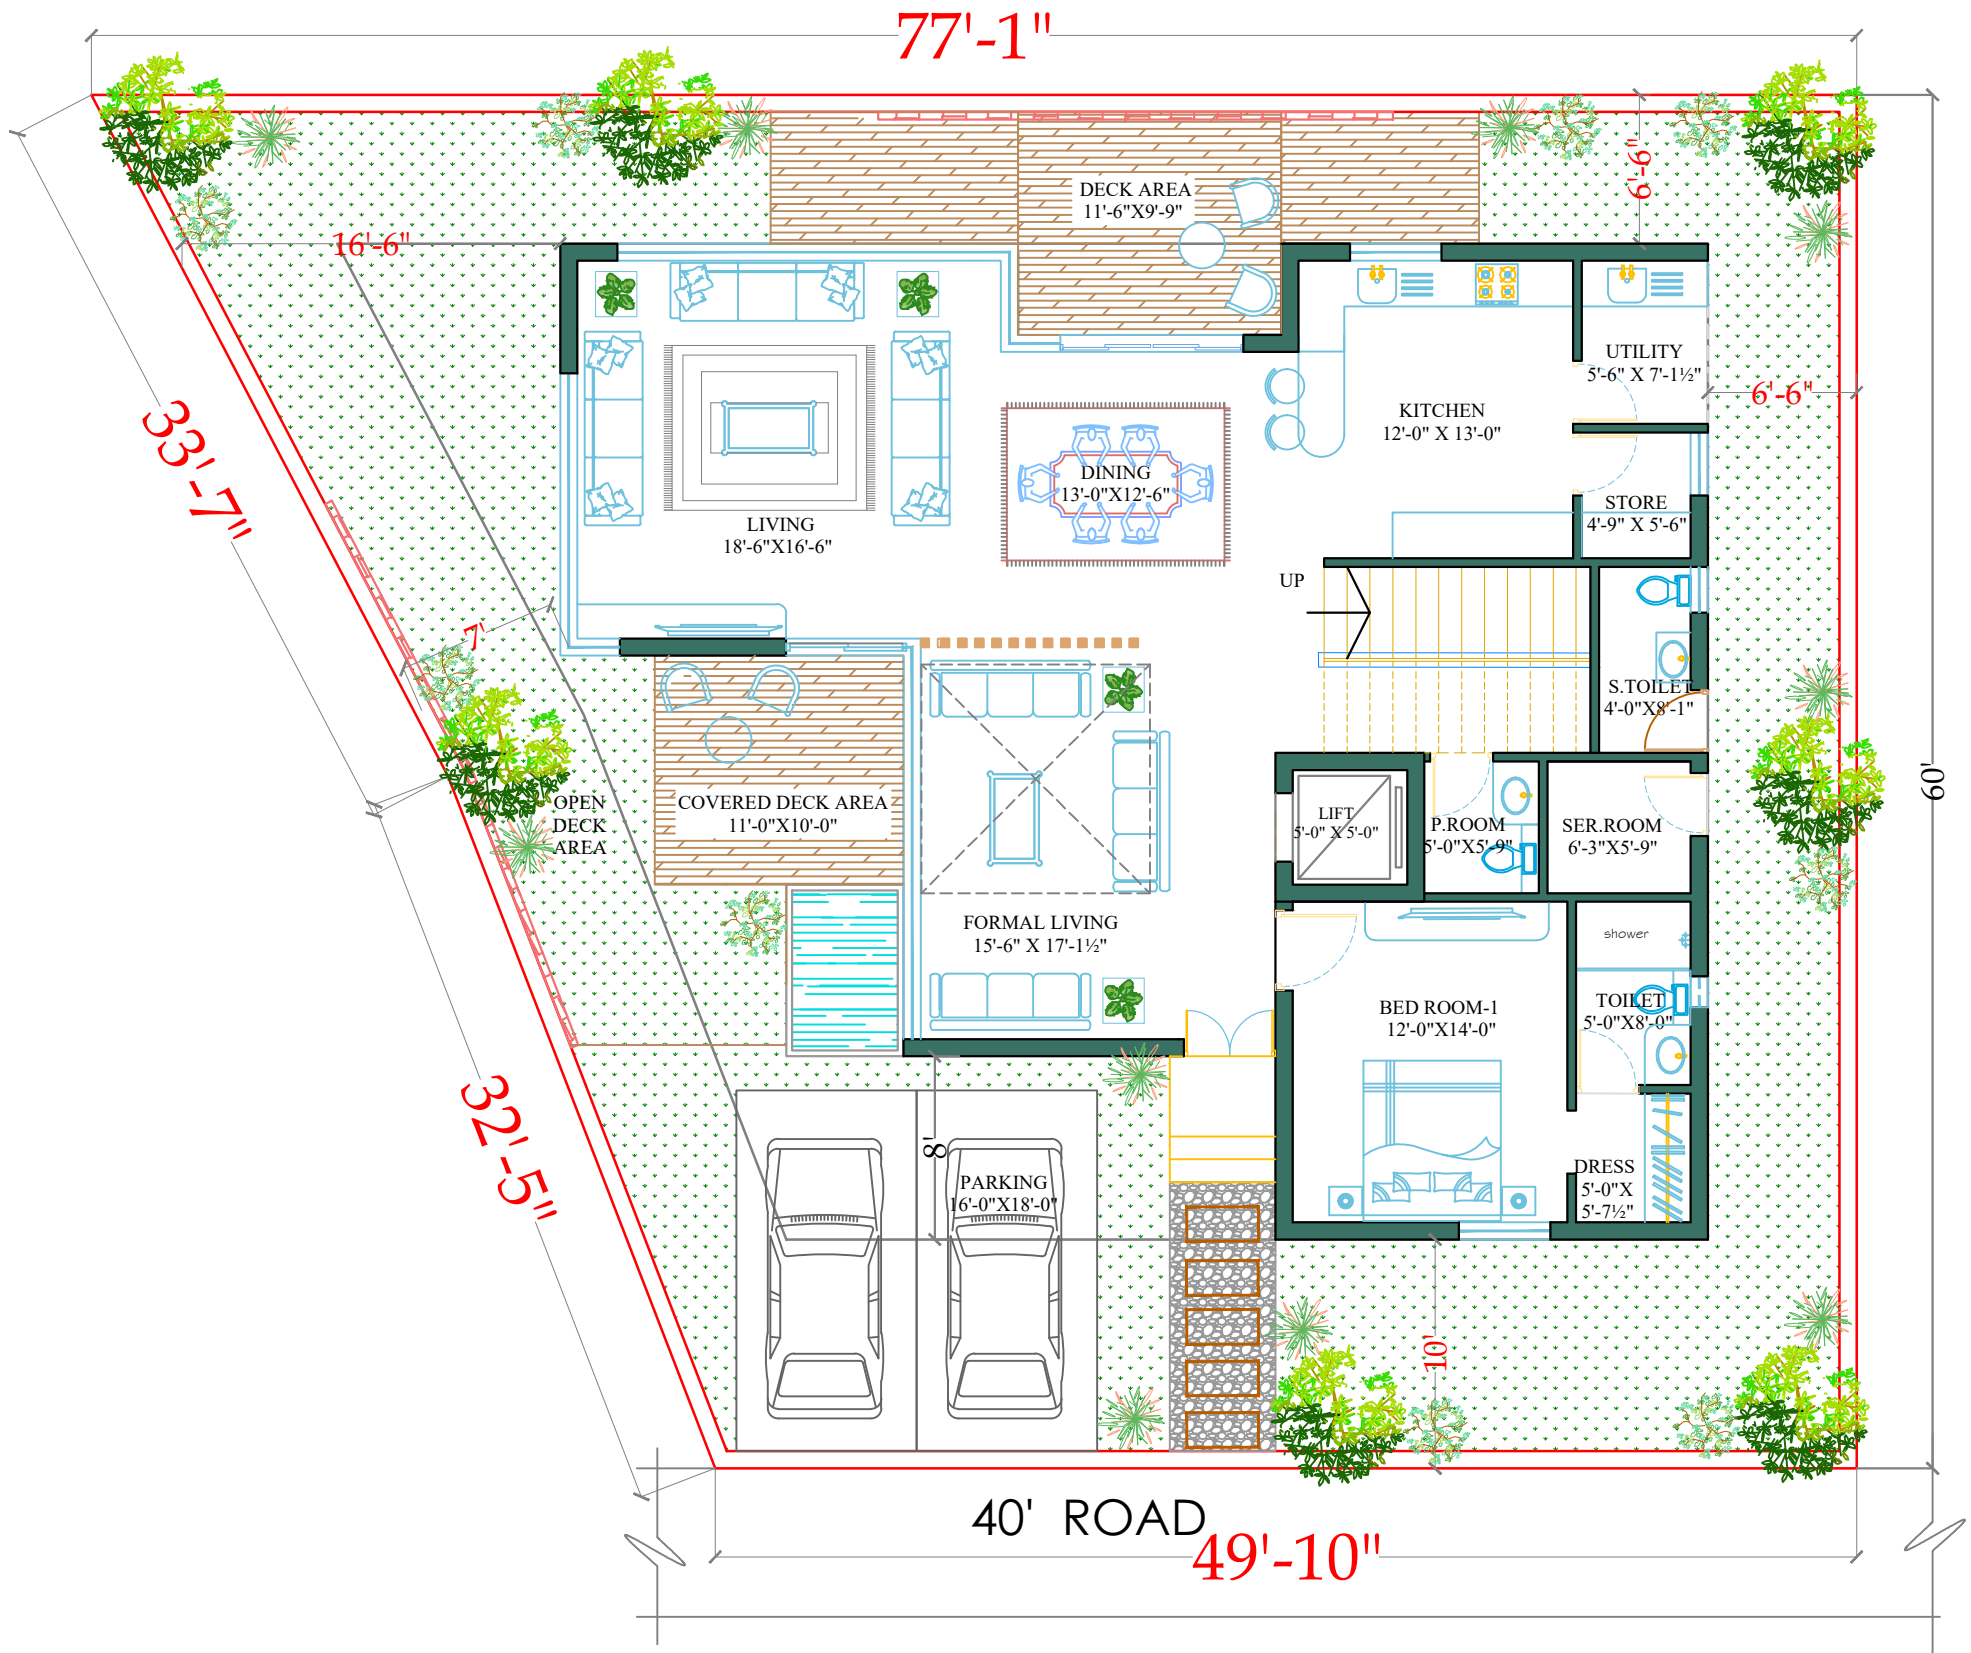 77'-1"
DECK AREA
11'-6"X9'-9"
6'-9"
16'-6"
UTILITY
5'-6" X 7'-1½"
6'-6"
KITCHEN
12'-0" X 13'-0"
33'-7"
DINING
13'-0"X12'-6"
STORE
4'-9" X 5'-6"
LIVING
18'-6"X16'-6"
UP
7'
S.TOILET
4'-0"X8'-1"
60'
OPEN
DECK
AREA
COVERED DECK AREA
11'-0"X10'-0"
LIFT
5'-0" X 5'-0"
P.ROOM
5'-0"X5'-9"
SER.ROOM
6'-3"X5'-9"
FORMAL LIVING
15'-6" X 17'-1½"
shower
BED ROOM-1
12'-0"X14'-0"
TOILET
5'-0"X8'-0"
32'-5"
8'
PARKING
16'-0"X18'-0"
DRESS
5'-0"X
5'-7½"
10'
40' ROAD
49'-10"